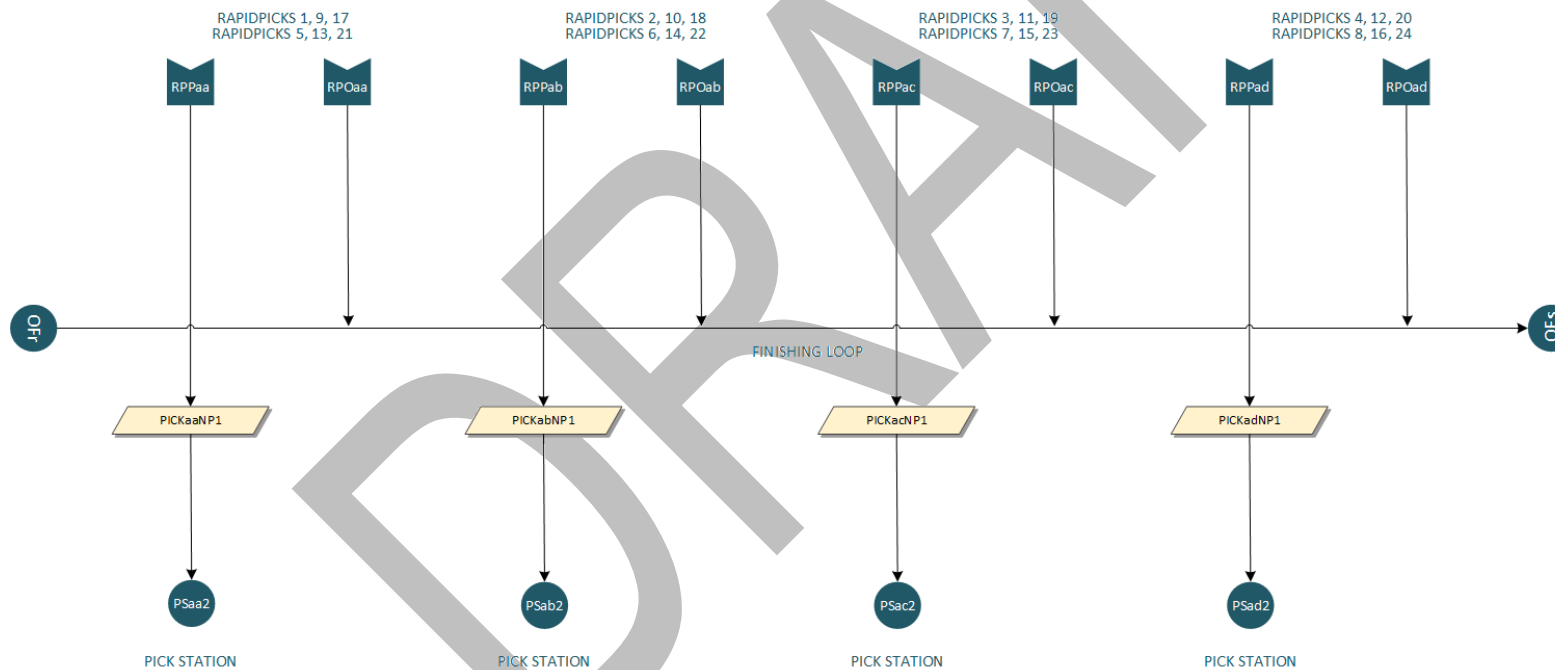 RAPIDPICKS 1, 9, 17
RAPIDPICKS 5, 13, 21
RAPIDPICKS 2, 10, 18
RAPIDPICKS 6, 14, 22
RAPIDPICKS 3, 11, 19
RAPIDPICKS 7, 15, 23
RAPIDPICKS 4, 12, 20
RAPIDPICKS 8, 16, 24
RPPaa
RPOaa
RPPab
RPOab
RPPac
RPOac
RPPad
RPOad
OFr
OFs
FINISHING LOOP
PICKaaNP1
PICKabNP1
PICKacNP1
PICKadNP1
PSaa2
PSab2
PSac2
PSad2
PICK STATION
PICK STATION
PICK STATION
PICK STATION
DRA